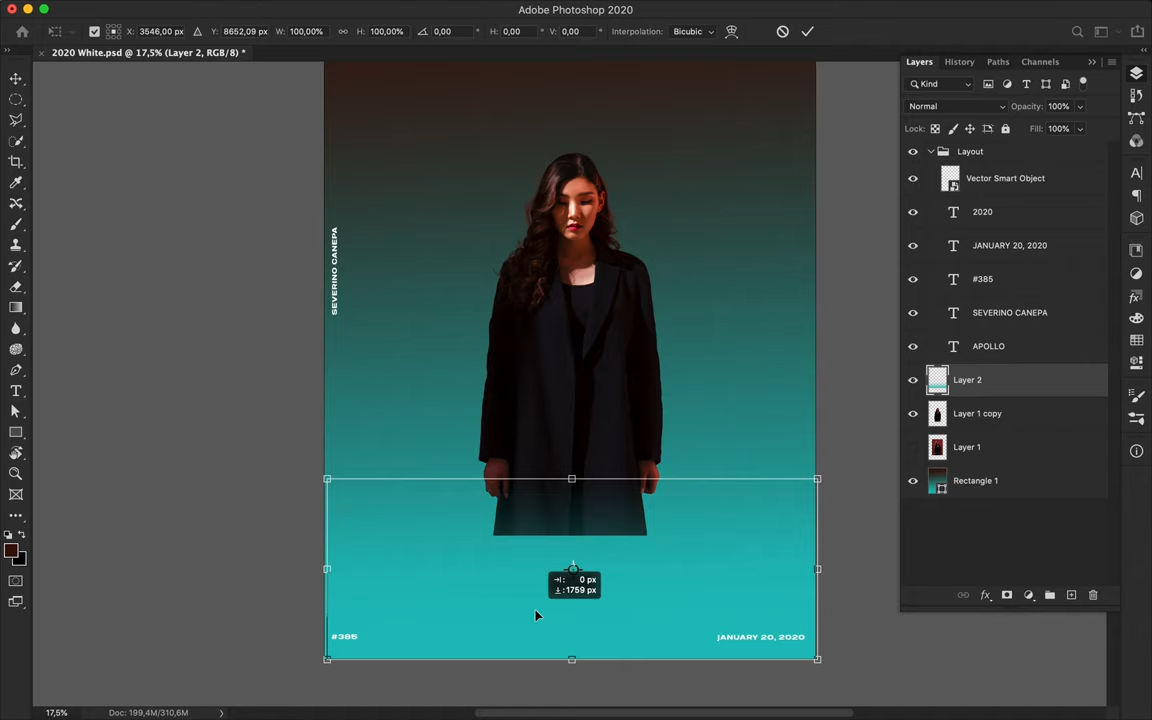 Adobe Photoshop 2020
X: 3546,00 px Y: 8652,09 px W: 100,00% H: 100,00% 0,00 H: 0,00 V: 0,00 Interpolation: Bicubic
2020 White.psd @ 17,5% (Layer 2, RGB/8) *
Layers History Paths Channels
Kind
Normal Opacity: 100%
Lock: Fill: 100%
Layout
Vector Smart Object
2020
JANUARY 20, 2020
#385
SEVERINO CANEPA
APOLLO
Layer 2
Layer 1 copy
Layer 1
Rectangle 1
SEVERINO CANEPA
0 px
1759 px
#385
JANUARY 20, 2020
17,5% Doc: 199,4M/310,6M